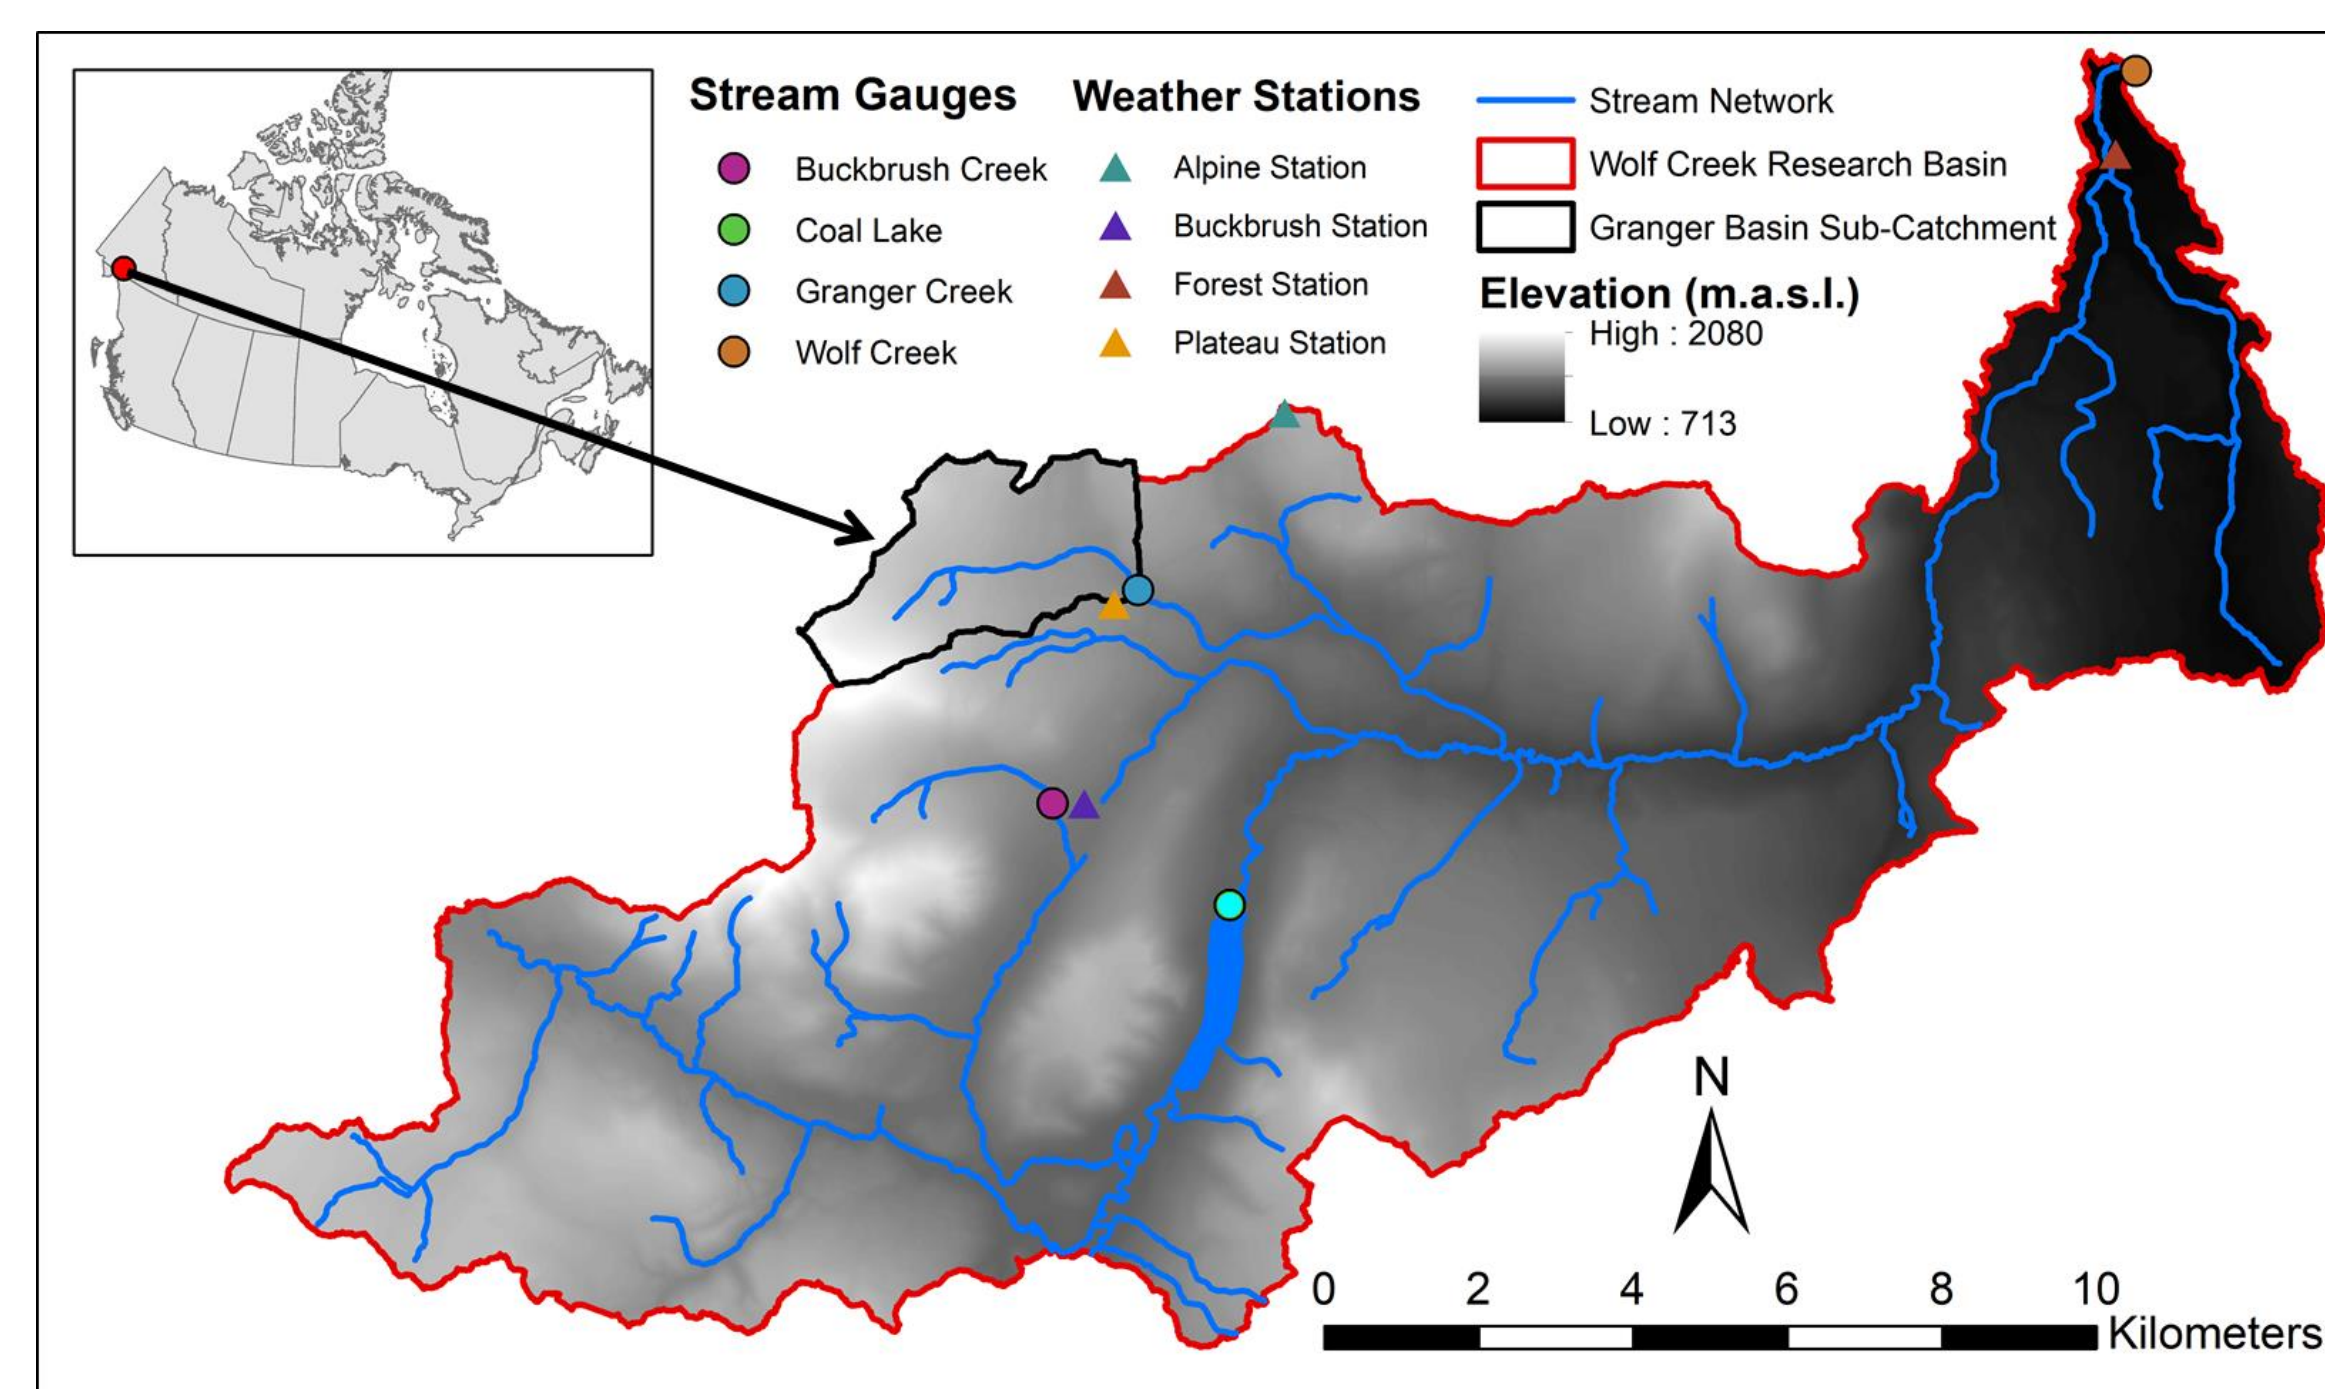 Stream Gauges
Buckbrush Creek
Coal Lake
Granger Creek
Wolf Creek
Weather Stations
Alpine Station
Buckbrush Station
Forest Station
Plateau Station
Stream Network
Wolf Creek Research Basin
Granger Basin Sub-Catchment
Elevation (m.a.s.l.)
High : 2080
Low : 713
N
0 2 4 6 8 10
Kilometers